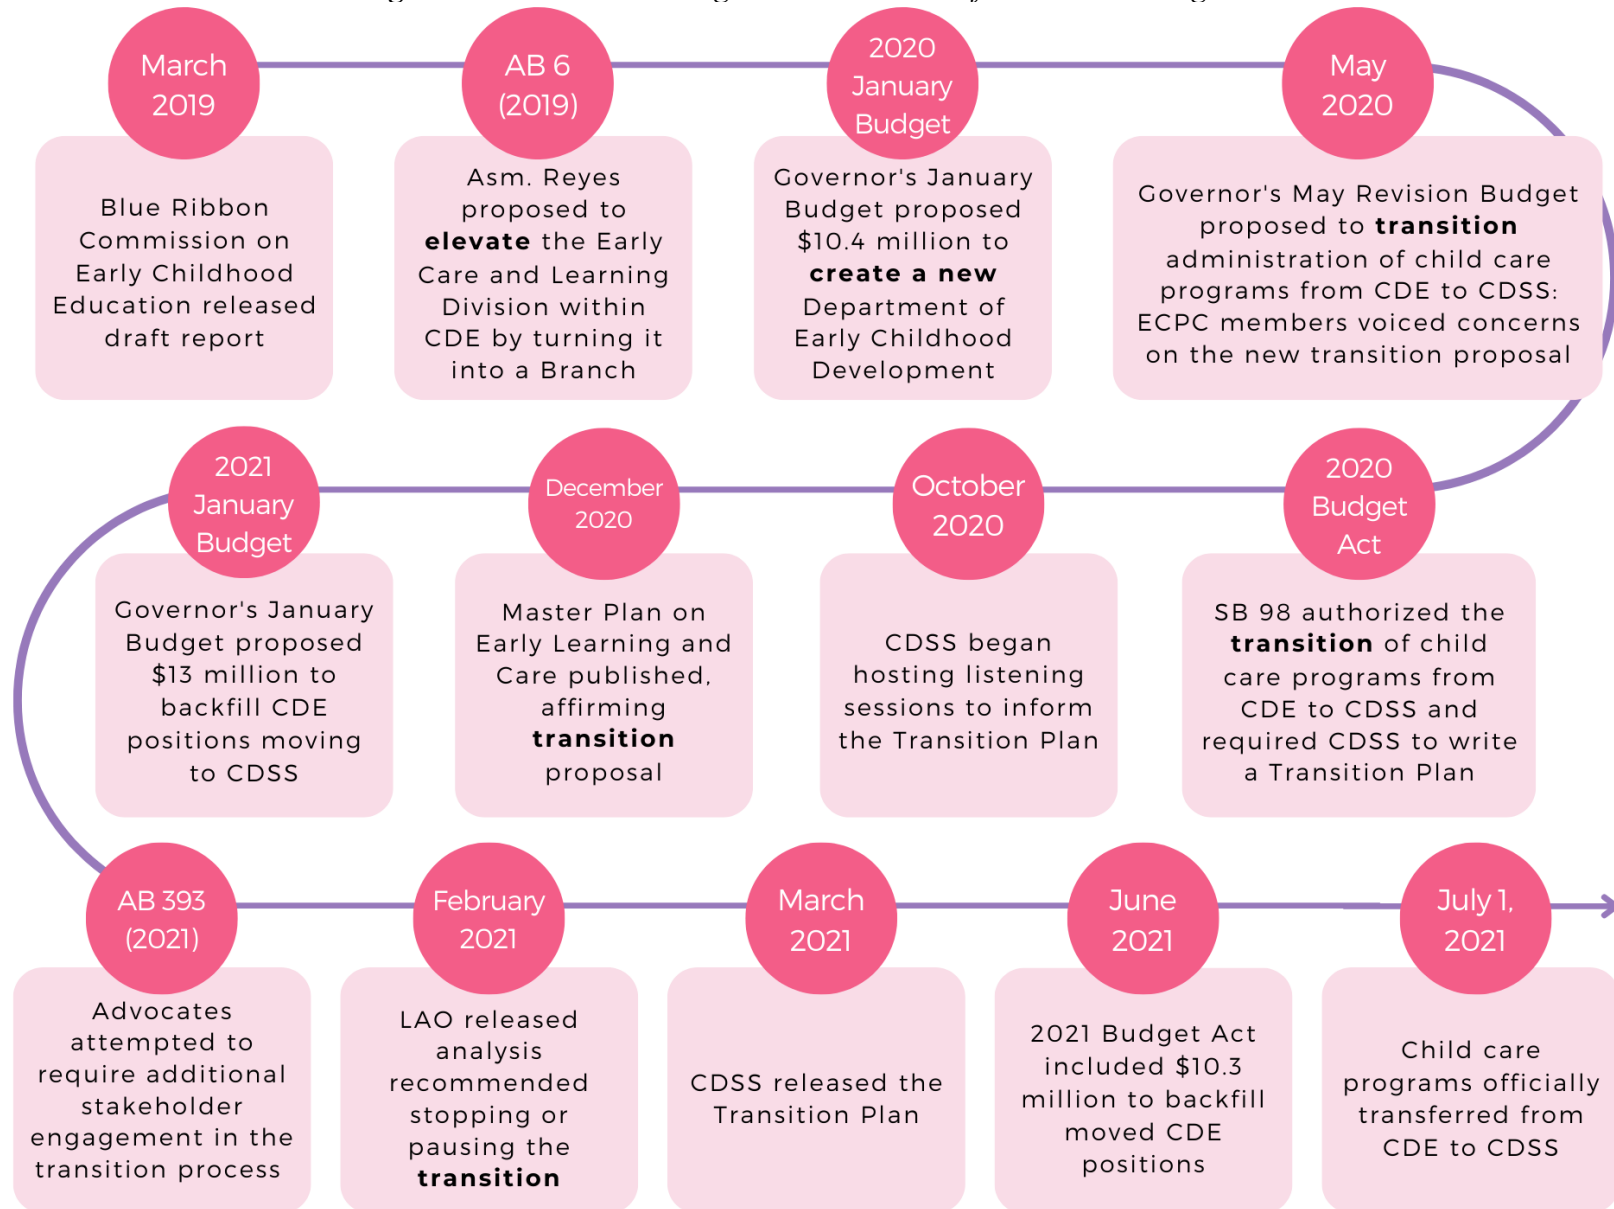 March
2019
Blue Ribbon
Commission on
Early Childhood
Education released
draft report
AB 6
(2019)
Asm. Reyes
proposed to
elevate the Early
Care and Learning
Division within
CDE by turning it
into a Branch
2020
January
Budget
Governor's January
Budget proposed
$10.4 million to
create a new
Department of
Early Childhood
Development
May
2020
Governor's May Revision Budget
proposed to transition
administration of child care
programs from CDE to CDSS:
ECPC members voiced concerns
on the new transition proposal
2020
Budget
Act
SB 98 authorized the
transition of child
care programs from
CDE to CDSS and
required CDSS to write
a Transition Plan
October
2020
CDSS began
hosting listening
sessions to inform
the Transition Plan
December
2020
Master Plan on
Early Learning and
Care published,
affirming
transition
proposal
2021
January
Budget
Governor's January
Budget proposed
$13 million to
backfill CDE
positions moving
to CDSS
AB 393
(2021)
Advocates
attempted to
require additional
stakeholder
engagement in the
transition process
February
2021
LAO released
analysis
recommended
stopping or
pausing the
transition
March
2021
CDSS released the
Transition Plan
June
2021
2021 Budget Act
included $10.3
million to backfill
moved CDE
positions
July 1,
2021
Child care
programs officially
transferred from
CDE to CDSS